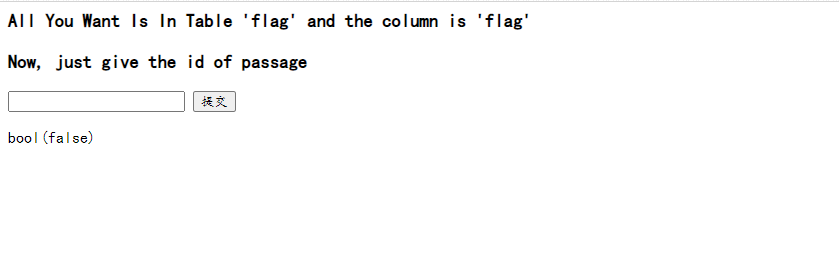 All You Want Is In Table 'flag' and the column is 'flag'
Now, just give the id of passage
提交
bool(false)